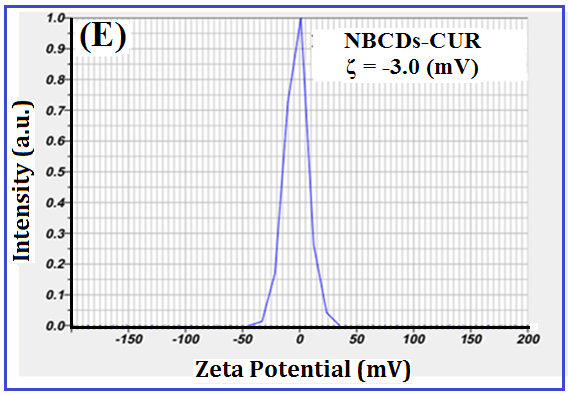 (E)
NBCDs-CUR
ζ = -3.0 (mV)
Intensity (a.u.)
1.0
0.9
0.8
0.7
0.6
0.5
0.4
0.3
0.2
0.1
0.0
-150 -100 -50 0 50 100 150 200
Zeta Potential (mV)